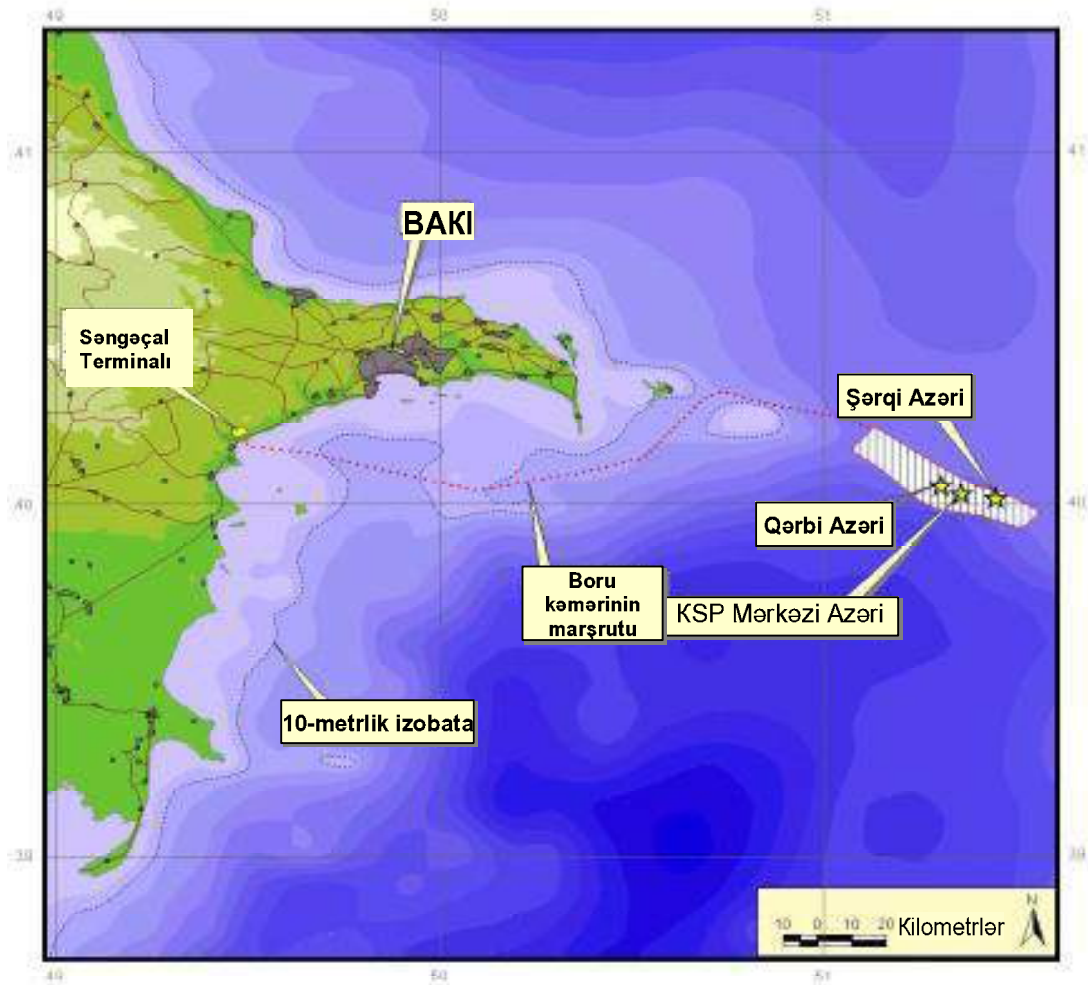 49 50 51
41 41
BAKI
Səngəçal
Terminalı
Şərqi Azəri
40 40
Qərbi Azəri
Boru
kəmərinin
marşrutu
KSP Mərkəzi Azəri
10-metrlik izobata
39 39
10 0 10 20 Kilometrlər
N
49 50 51